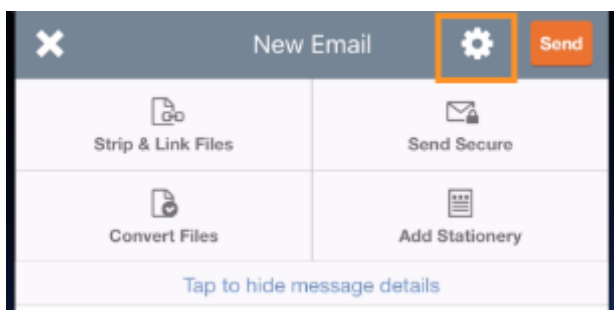 New Email Send
Strip & Link Files Send Secure
Convert Files Add Stationery
Tap to hide message details